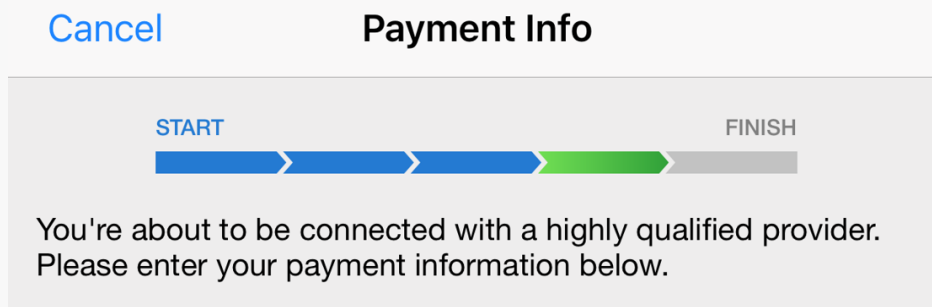 Cancel Payment Info
START FINISH
You're about to be connected with a highly qualified provider.
Please enter your payment information below.